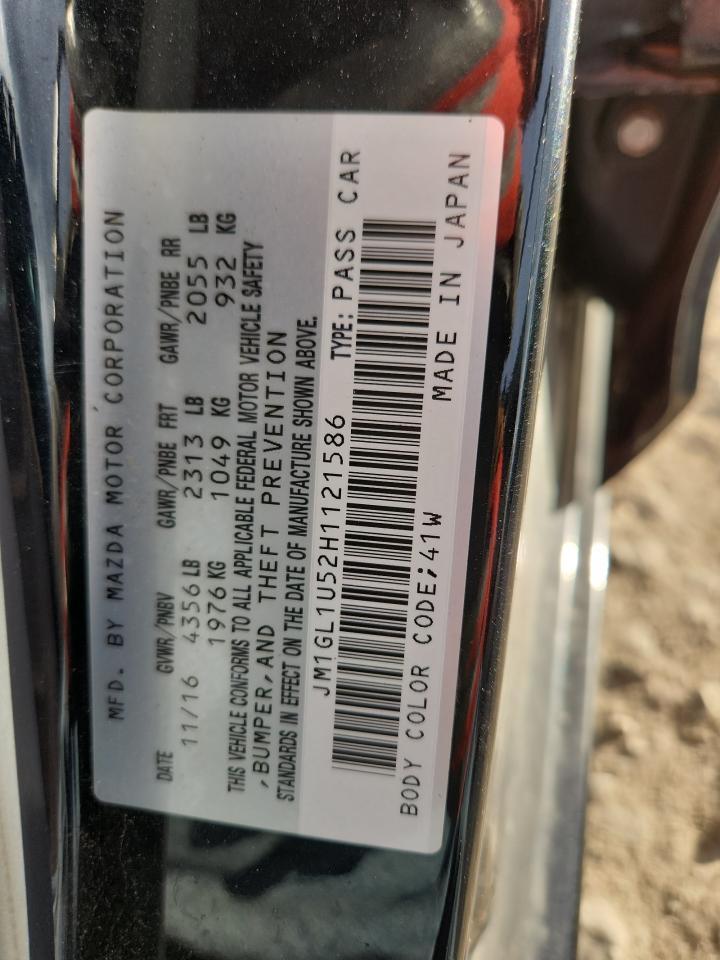 MFD. BY MAZDA MOTOR CORPORATION
DATE GVWR/PNBV GAWR/PNBE FRT GAWR/PNBE RR
11/16 4356 LB 2313 LB 2055 LB
1976 KG 1049 KG 932 KG
THIS VEHICLE CONFORMS TO ALL APPLICABLE FEDERAL MOTOR VEHICLE SAFETY
,BUMPER,AND THEFT PREVENTION
STANDARDS IN EFFECT ON THE DATE OF MANUFACTURE SHOWN ABOVE.
JM1GL1U52H1121586 TYPE: PASS CAR
BODY COLOR CODE;41W MADE IN JAPAN